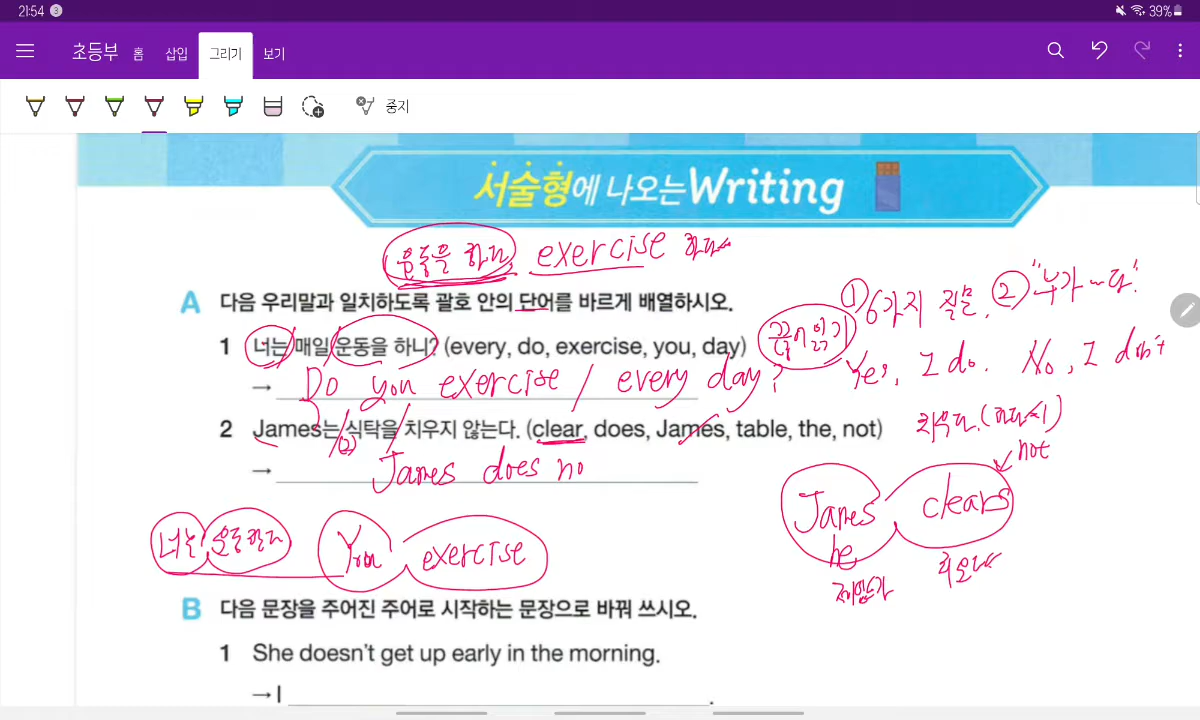 21:54 3 39%
초등부 홈 삽입 그리기 보기
중지
서술형에 나오는 Writing
운동을 하다 exercise 하다
A 다음 우리말과 일치하도록 괄호 안의 단어를 바르게 배열하시오.
① 6가지 질문, ② "누가 ~다."
1 너는 매일 운동을 하니? (every, do, exercise, you, day)
끊어 읽기
→ Do you exercise / every day?
Yes, I do. No, I don't
2 James는 식탁을 치우지 않는다. (clear, does, James, table, the, not)
치우다.
not
→ James does no
James clears
he
너는 운동한다 You exercise
B 다음 문장을 주어진 주어로 시작하는 문장으로 바꿔 쓰시오.
1 She doesn't get up early in the morning.
→ I .